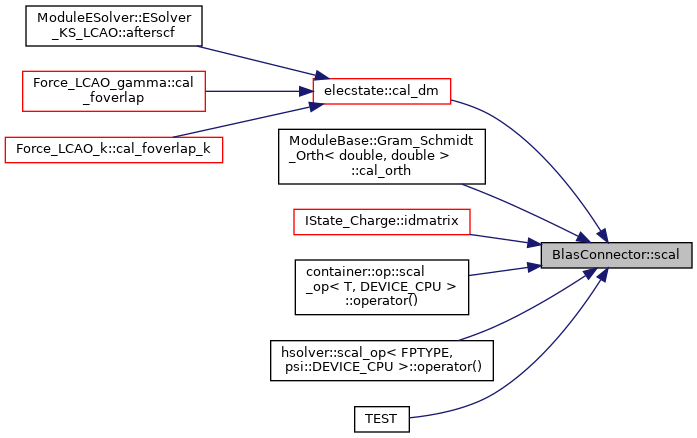 ModuleESolver::ESolver
_KS_LCAO::afterscf
Force_LCAO_gamma::cal
_foverlap
elecstate::cal_dm
Force_LCAO_k::cal_foverlap_k
ModuleBase::Gram_Schmidt
_Orth< double, double >
::cal_orth
IState_Charge::idmatrix
BlasConnector::scal
container::op::scal
_op< T, DEVICE_CPU >
::operator()
hsolver::scal_op< FPTYPE,
psi::DEVICE_CPU >::operator()
TEST